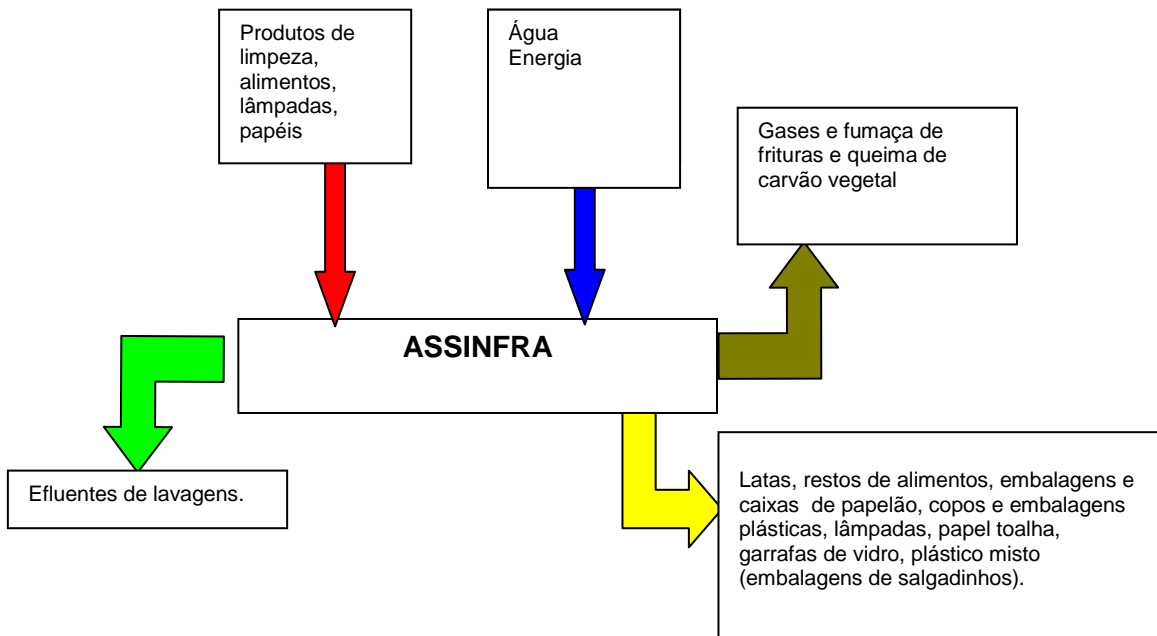 Produtos de
limpeza,
alimentos,
lâmpadas,
papéis
Água
Energia
Gases e fumaça de
frituras e queima de
carvão vegetal
ASSINFRA
Efluentes de lavagens.
Latas, restos de alimentos, embalagens e
caixas de papelão, copos e embalagens
plásticas, lâmpadas, papel toalha,
garrafas de vidro, plástico misto
(embalagens de salgadinhos).